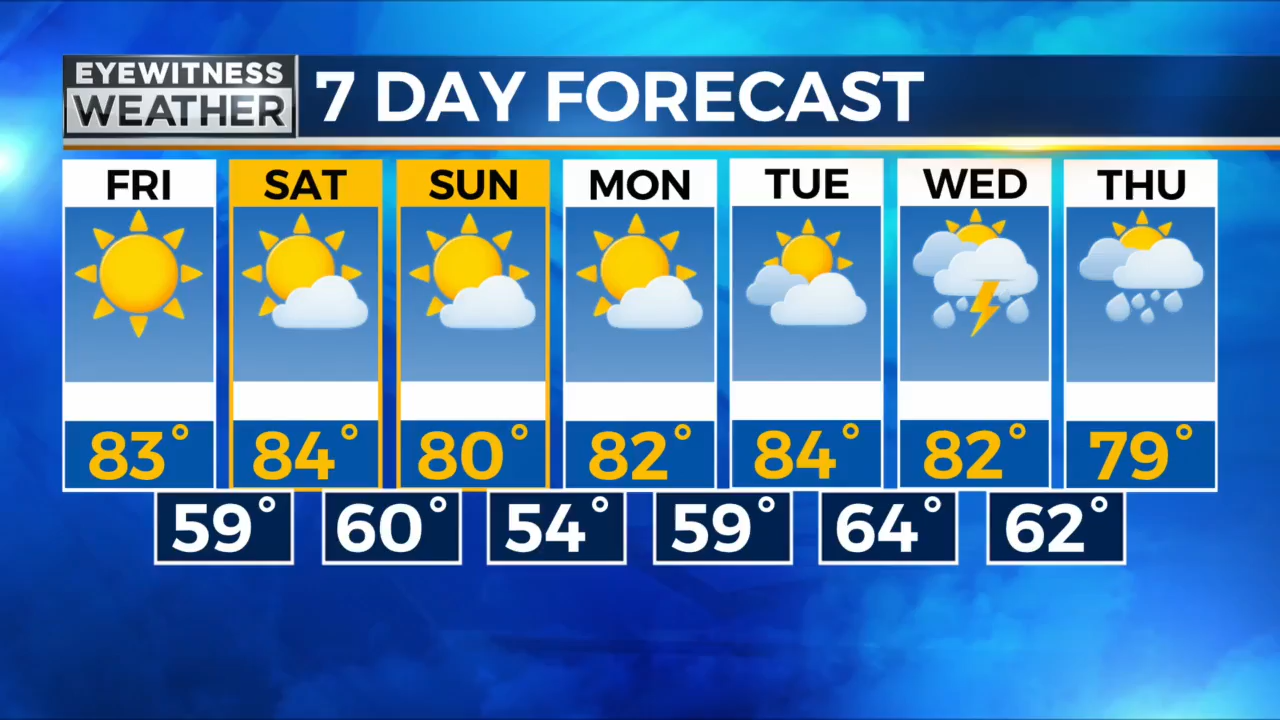 EYEWITNESS
WEATHER
7 DAY FORECAST
FRI SAT SUN MON TUE WED THU
83° 84° 80° 82° 84° 82° 79°
59° 60° 54° 59° 64° 62°